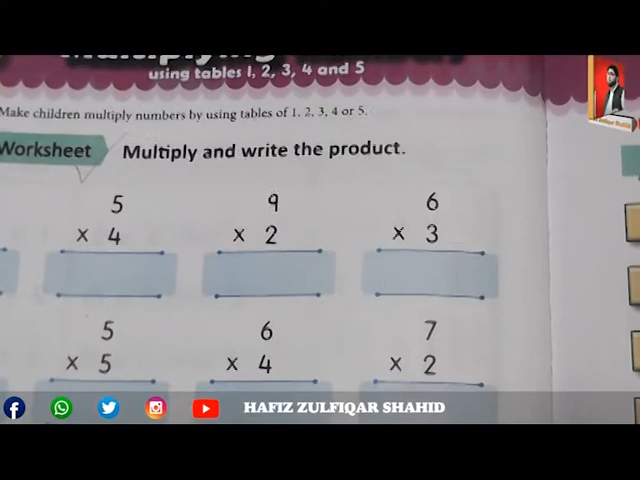 Multiplying
using tables 1, 2, 3, 4 and 5
Make children multiply numbers by using tables of 1, 2, 3, 4 or 5.
Worksheet
Multiply and write the product.
5 9 6
x 4 x 2 x 3
5 6 7
x 5 x 4 x 2
HAFIZ ZULFIQAR SHAHID